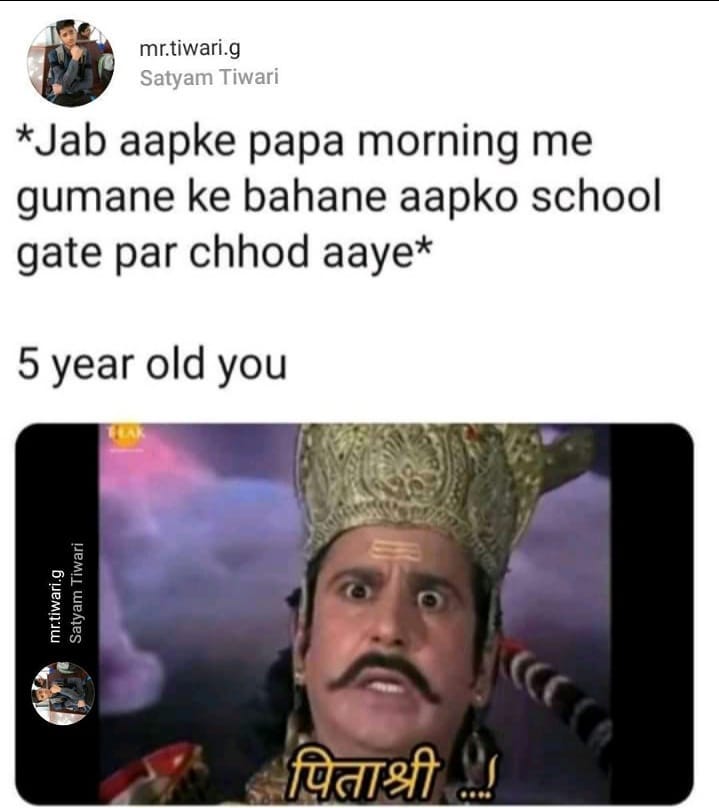 mr.tiwari.g
Satyam Tiwari
*Jab aapke papa morning me
gumane ke bahane aapko school
gate par chhod aaye*
5 year old you
TILAK
mr.tiwari.g
Satyam Tiwari
पिताश्री ...!